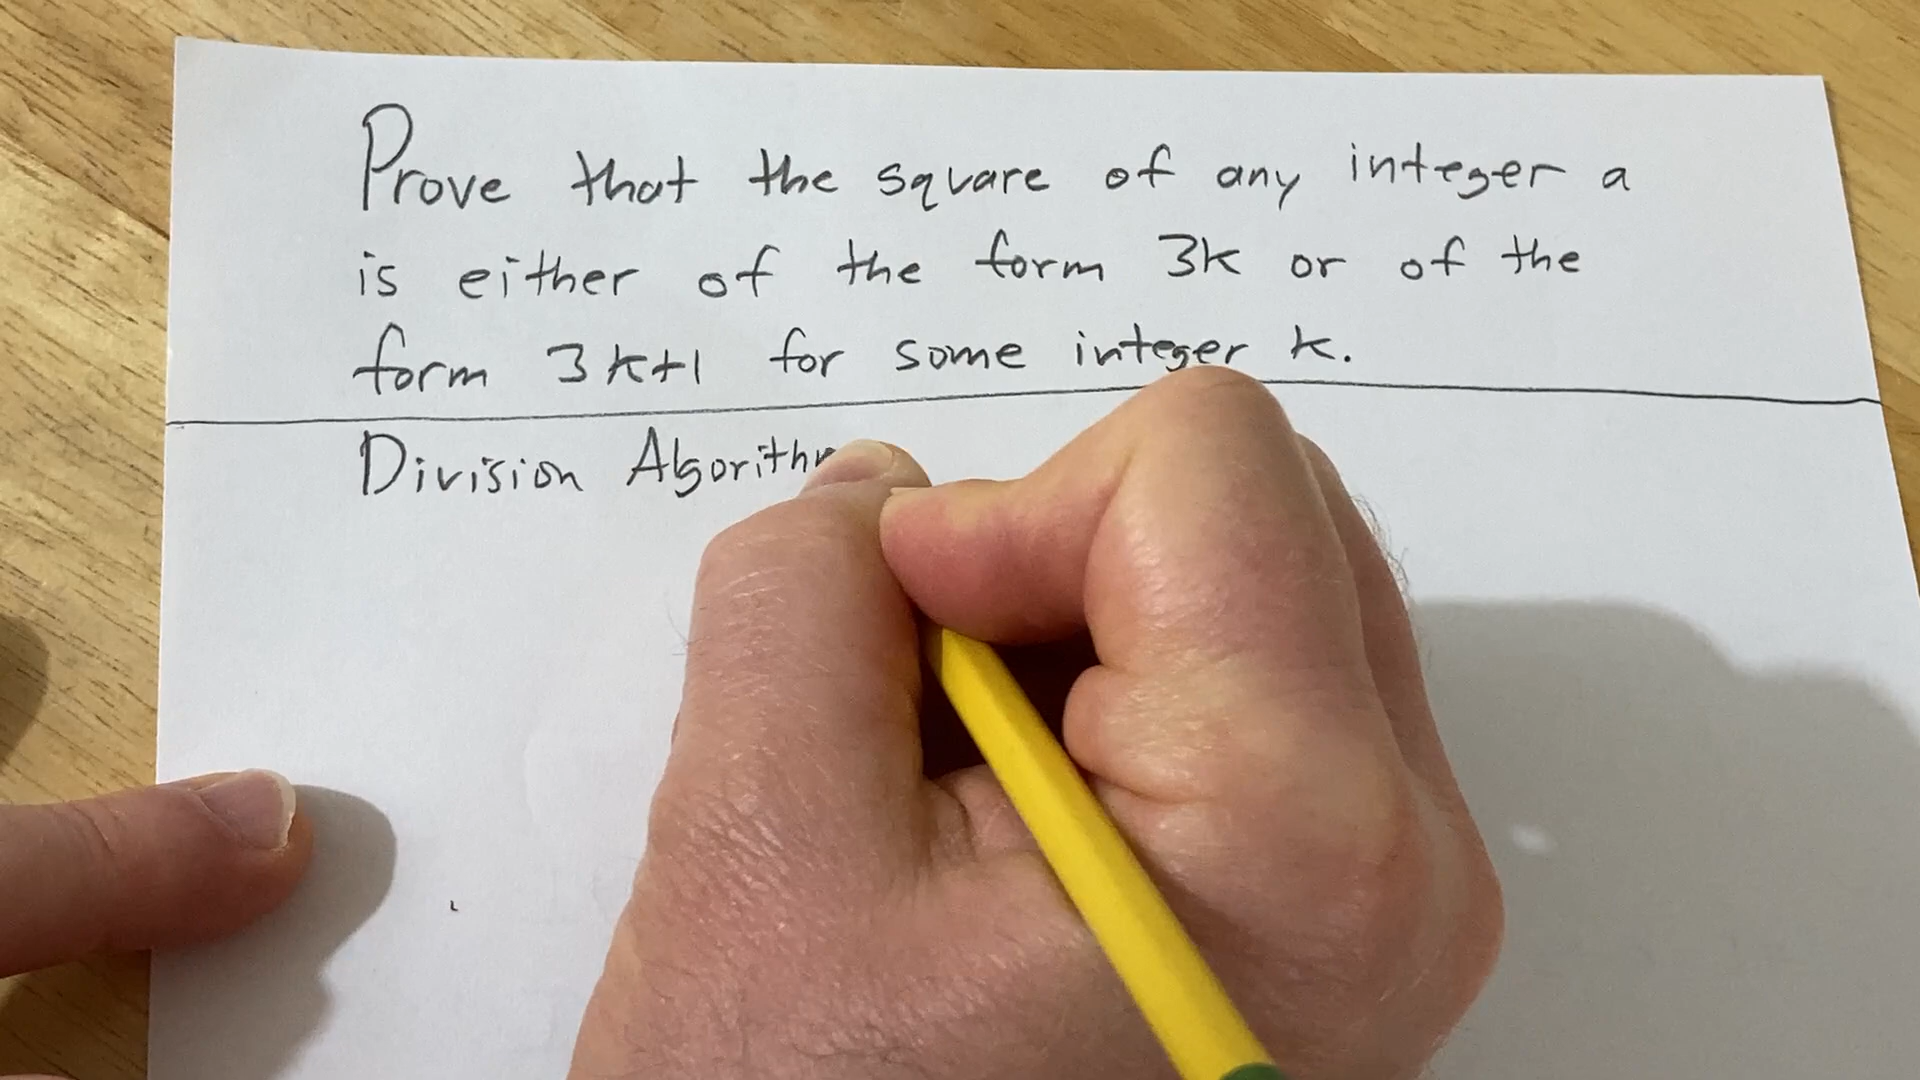 Prove that the square of any integer a
is either of the form 3k or of the
form 3k+1 for some integer k.
Division